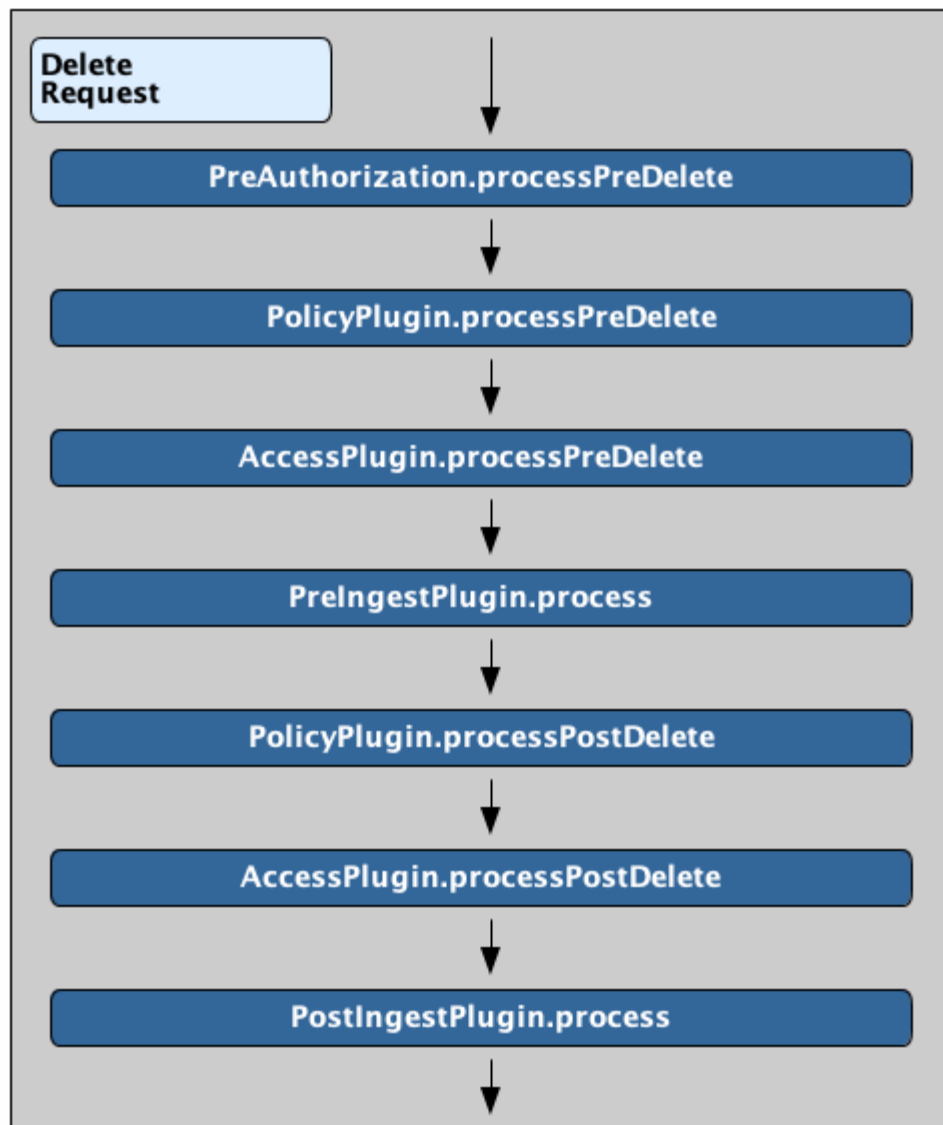 Delete
Request
PreAuthorization.processPreDelete
PolicyPlugin.processPreDelete
AccessPlugin.processPreDelete
PreIngestPlugin.process
PolicyPlugin.processPostDelete
AccessPlugin.processPostDelete
PostIngestPlugin.process